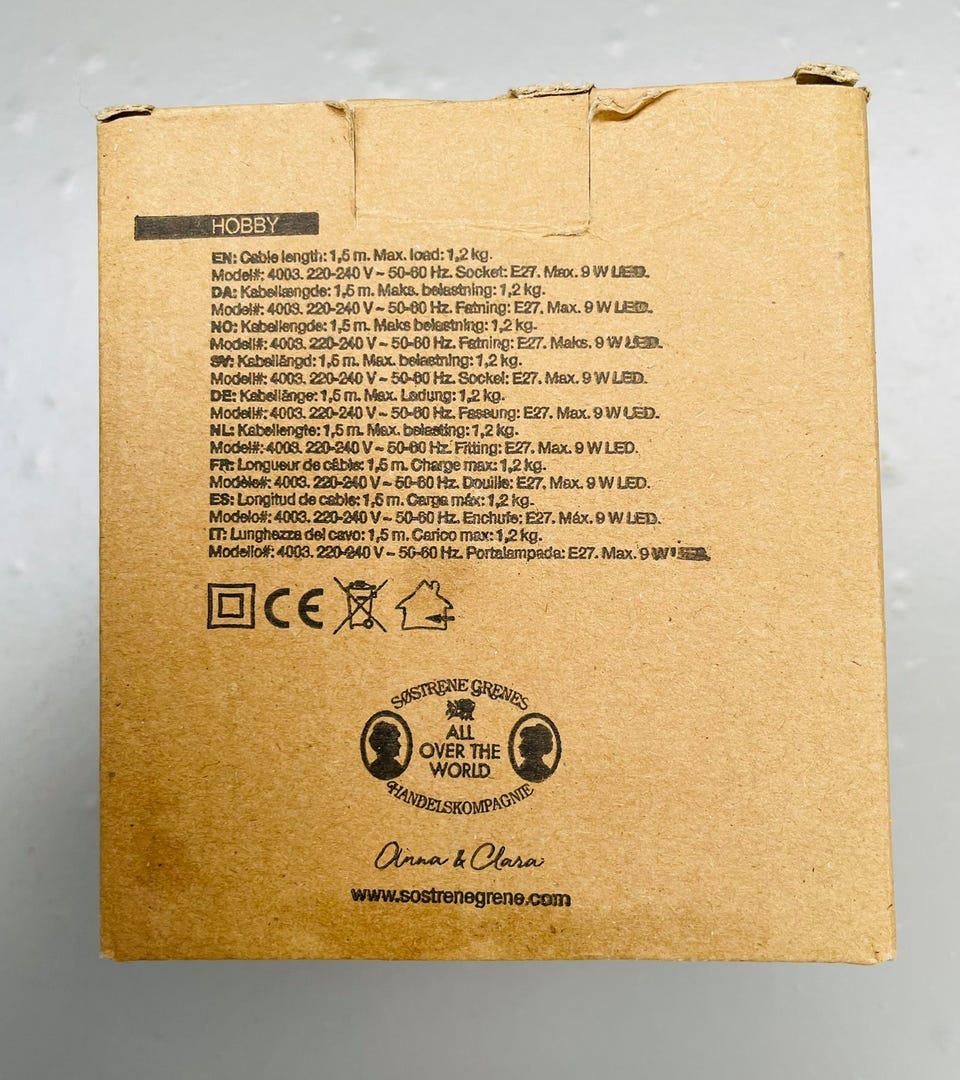 HOBBY
EN: Cable length: 1,5 m. Max. load: 1,2 kg.
Model#: 4003. 220-240 V ~ 50-60 Hz. Socket: E27. Max. 9 W LED.
DA: Kabellængde: 1,5 m. Maks. belastning: 1,2 kg.
Model#: 4003. 220-240 V ~ 50-60 Hz. Fatning: E27. Max. 9 W LED.
NO: Kabellengde: 1,5 m. Maks belastning: 1,2 kg.
Modell#: 4003. 220-240 V ~ 50-60 Hz. Fatning: E27. Maks. 9 W LED.
SV: Kabellängd: 1,5 m. Max. belastning: 1,2 kg.
Modell#: 4003. 220-240 V ~ 50-60 Hz. Sockel: E27. Max. 9 W LED.
DE: Kabellänge: 1,5 m. Max. Ladung: 1,2 kg.
Modell#: 4003. 220-240 V ~ 50-60 Hz. Fassung: E27. Max. 9 W LED.
NL: Kabellengte: 1,5 m. Max. belasting: 1,2 kg.
Model#: 4003. 220-240 V ~ 50-60 Hz. Fitting: E27. Max. 9 W LED.
FR: Longueur de câble: 1,5 m. Charge max: 1,2 kg.
Modèle#: 4003. 220-240 V ~ 50-60 Hz. Douille: E27. Max. 9 W LED.
ES: Longitud de cable: 1,5 m. Carga máx: 1,2 kg.
Modelo#: 4003. 220-240 V ~ 50-60 Hz. Enchufe: E27. Máx. 9 W LED.
IT: Lunghezza del cavo: 1,5 m. Carico max: 1,2 kg.
Modello#: 4003. 220-240 V ~ 50-60 Hz. Portalampada: E27. Max. 9 W
CE
SØSTRENE GRENES
ALL
OVER THE
WORLD
HANDELSKOMPAGNIE
Anna & Clara
www.sostrenegrene.com